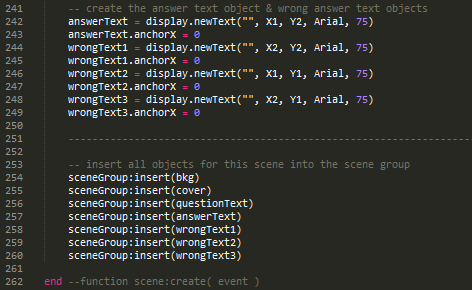 241 -- create the answer text object & wrong answer text objects
242 answerText = display.newText("", X1, Y2, Arial, 75)
243 answerText.anchorX = 0
244 wrongText1 = display.newText("", X2, Y2, Arial, 75)
245 wrongText1.anchorX = 0
246 wrongText2 = display.newText("", X1, Y1, Arial, 75)
247 wrongText2.anchorX = 0
248 wrongText3 = display.newText("", X2, Y1, Arial, 75)
249 wrongText3.anchorX = 0
250
251 ---------------------------------------------------------------
252
253 -- insert all objects for this scene into the scene group
254 sceneGroup:insert(bkg)
255 sceneGroup:insert(cover)
256 sceneGroup:insert(questionText)
257 sceneGroup:insert(answerText)
258 sceneGroup:insert(wrongText1)
259 sceneGroup:insert(wrongText2)
260 sceneGroup:insert(wrongText3)
261
262 end --function scene:create( event )